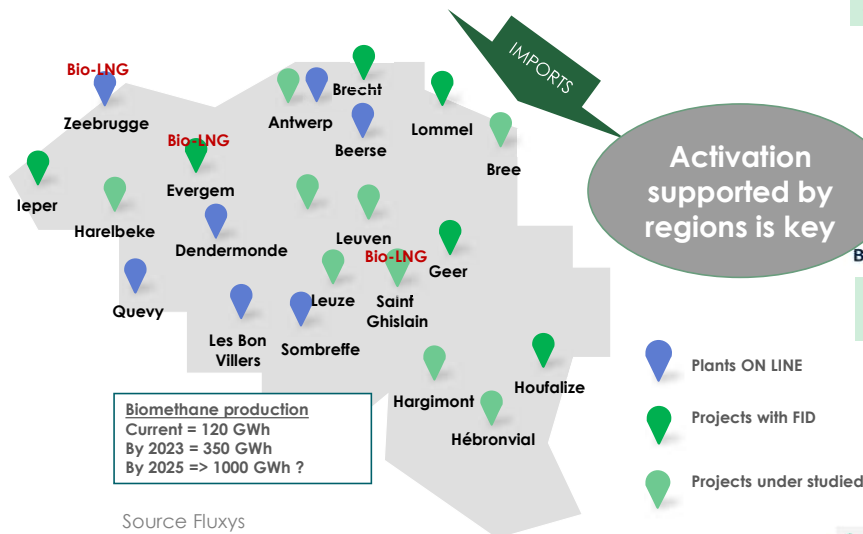 IMPORTS
Bio-LNG
Zeebrugge
Antwerp
Brecht
Beerse
Lommel
Bree
Activation
supported by
regions is key
B
Bio-LNG
Evergem
Ieper
Harelbeke
Dendermonde
Leuven
Bio-LNG
Geer
Quevy
Leuze
Saint
Ghislain
Les Bon
Villers
Sombreffe
Hargimont
Houfalize
Hébronvial
Plants ON LINE
Projects with FID
Projects under studied
Biomethane production
Current = 120 GWh
By 2023 = 350 GWh
By 2025 => 1000 GWh ?
Source Fluxys